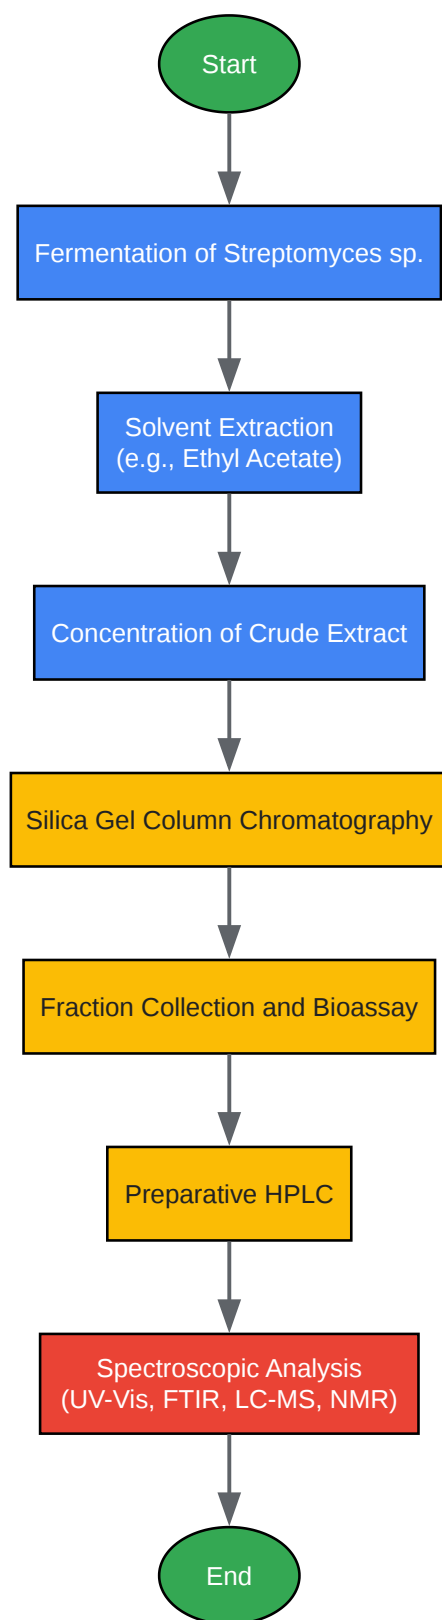 Start
Fermentation of Streptomyces sp.
Solvent Extraction
(e.g., Ethyl Acetate)
Concentration of Crude Extract
Silica Gel Column Chromatography
Fraction Collection and Bioassay
Preparative HPLC
Spectroscopic Analysis
(UV-Vis, FTIR, LC-MS, NMR)
End